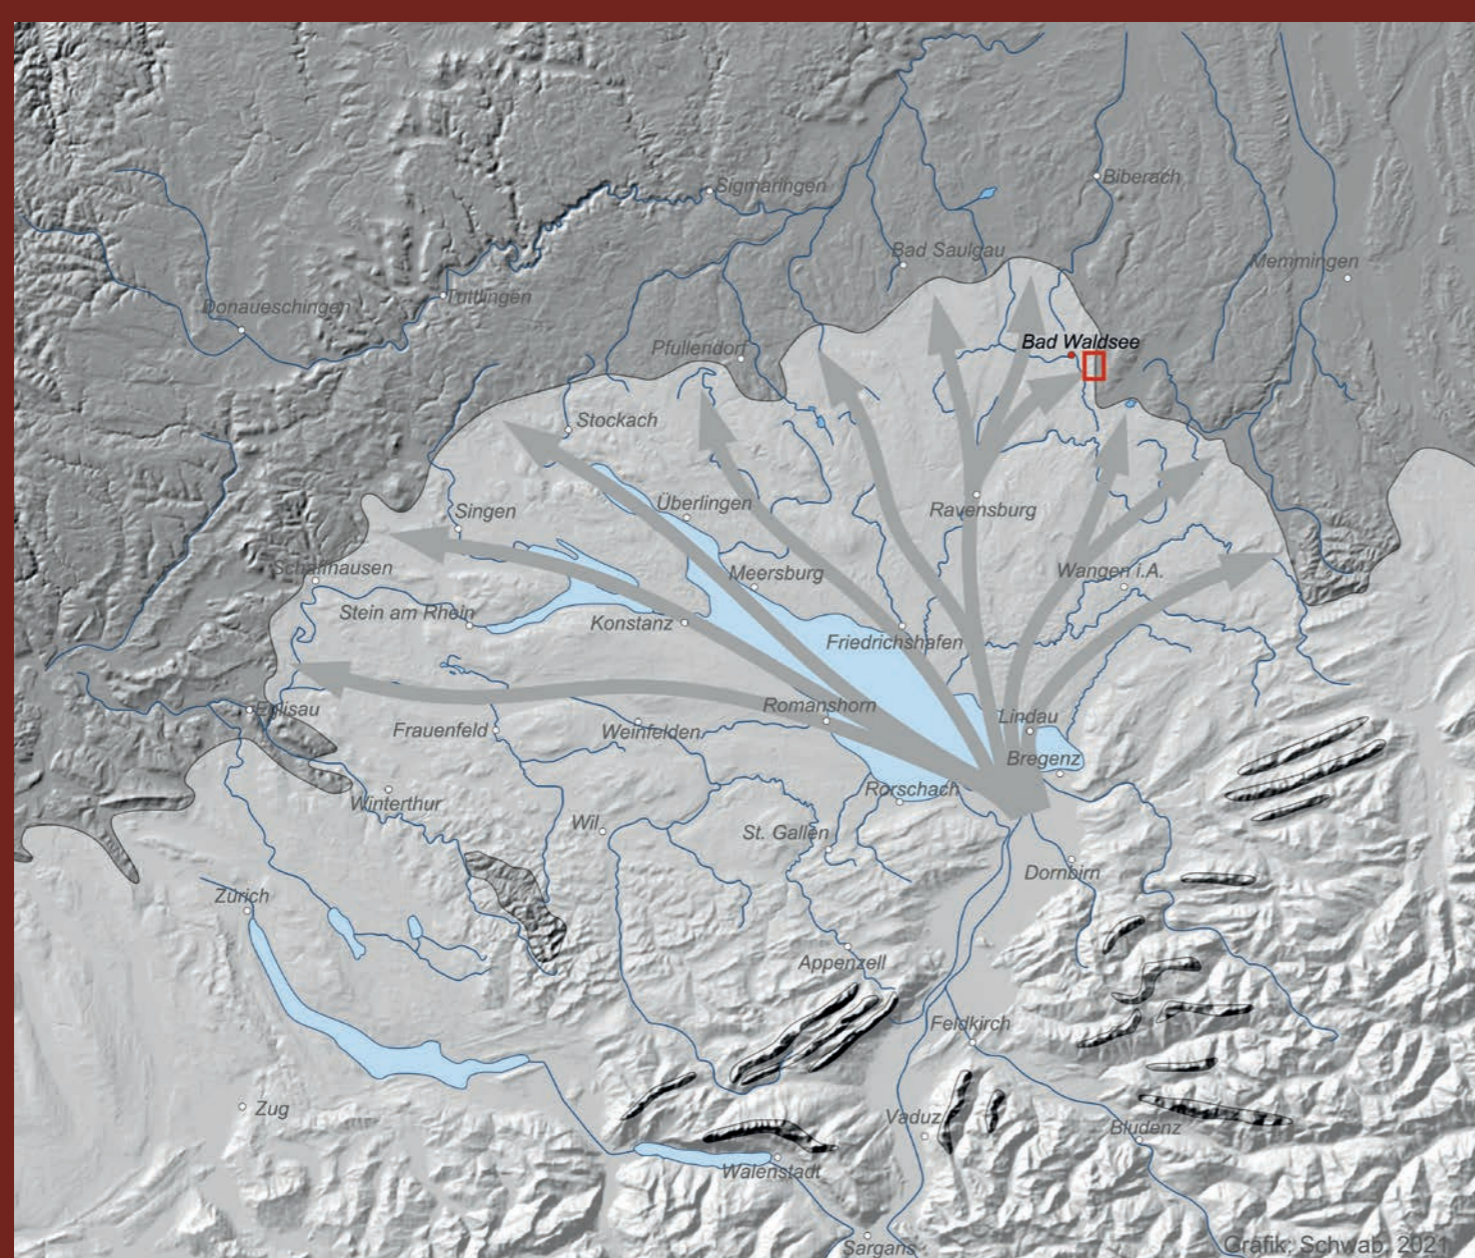 Sigmaringen
Biberach
Bad Saulgau
Memmingen
Donaueschingen
Tuttlingen
Pfullendorf
Bad Waldsee
Stockach
Überlingen
Singen
Ravensburg
Schaffhausen
Meersburg
Wangen i.A.
Stein am Rhein
Konstanz
Friedrichshafen
Romanshorn
Eglisau
Lindau
Frauenfeld
Weinfelden
Bregenz
Rorschach
Winterthur
Wil
St. Gallen
Dornbirn
Zürich
Appenzell
Feldkirch
Zug
Vaduz
Bludenz
Walenstadt
Sargans
Grafik: Schwab, 2021